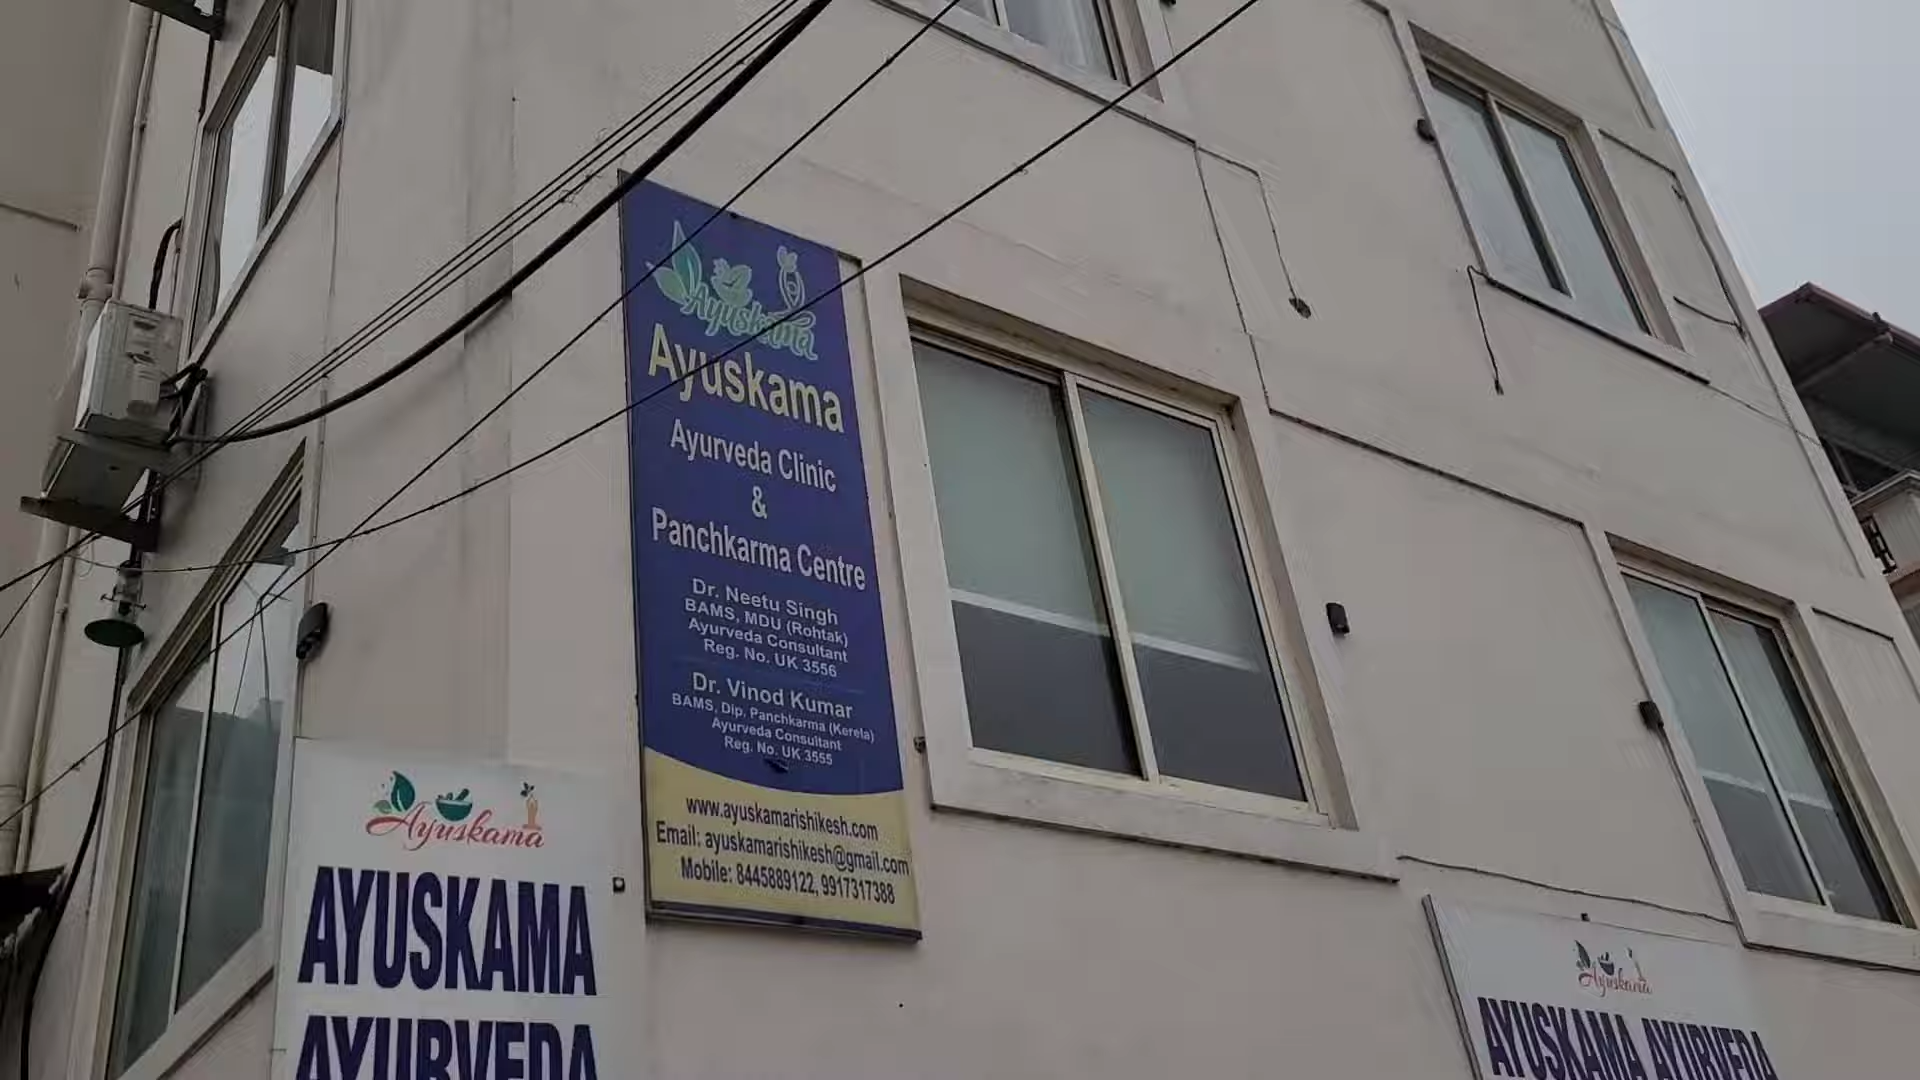 Ayuskama
Ayuskama
Ayurveda Clinic
&
Panchkarma Centre
Dr. Neetu Singh
BAMS, MDU (Rohtak)
Ayurveda Consultant
Reg. No. UK 3556
Dr. Vinod Kumar
BAMS, Dip. Panchkarma (Kerela)
Ayurveda Consultant
Reg. No. UK 3555
www.ayuskamarishikesh.com
Email: ayuskamarishikesh@gmail.com
Mobile: 8445889122, 9917317388
Ayuskama
AYUSKAMA
AYURVEDA
Ayuskama
AYUSKAMA AYURVEDA